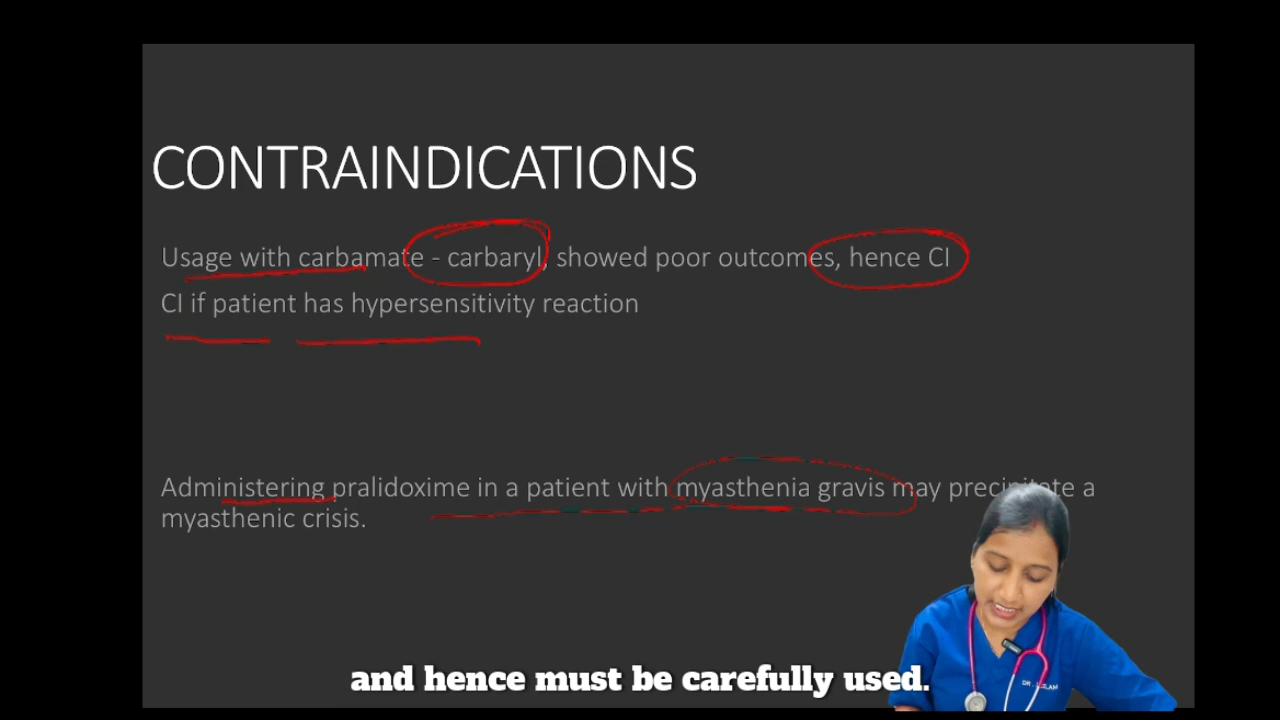 CONTRAINDICATIONS
Usage with carbamate - carbaryl, showed poor outcomes, hence CI
CI if patient has hypersensitivity reaction
Administering pralidoxime in a patient with myasthenia gravis may precipitate a
myasthenic crisis.
DR.
and hence must be carefully used.